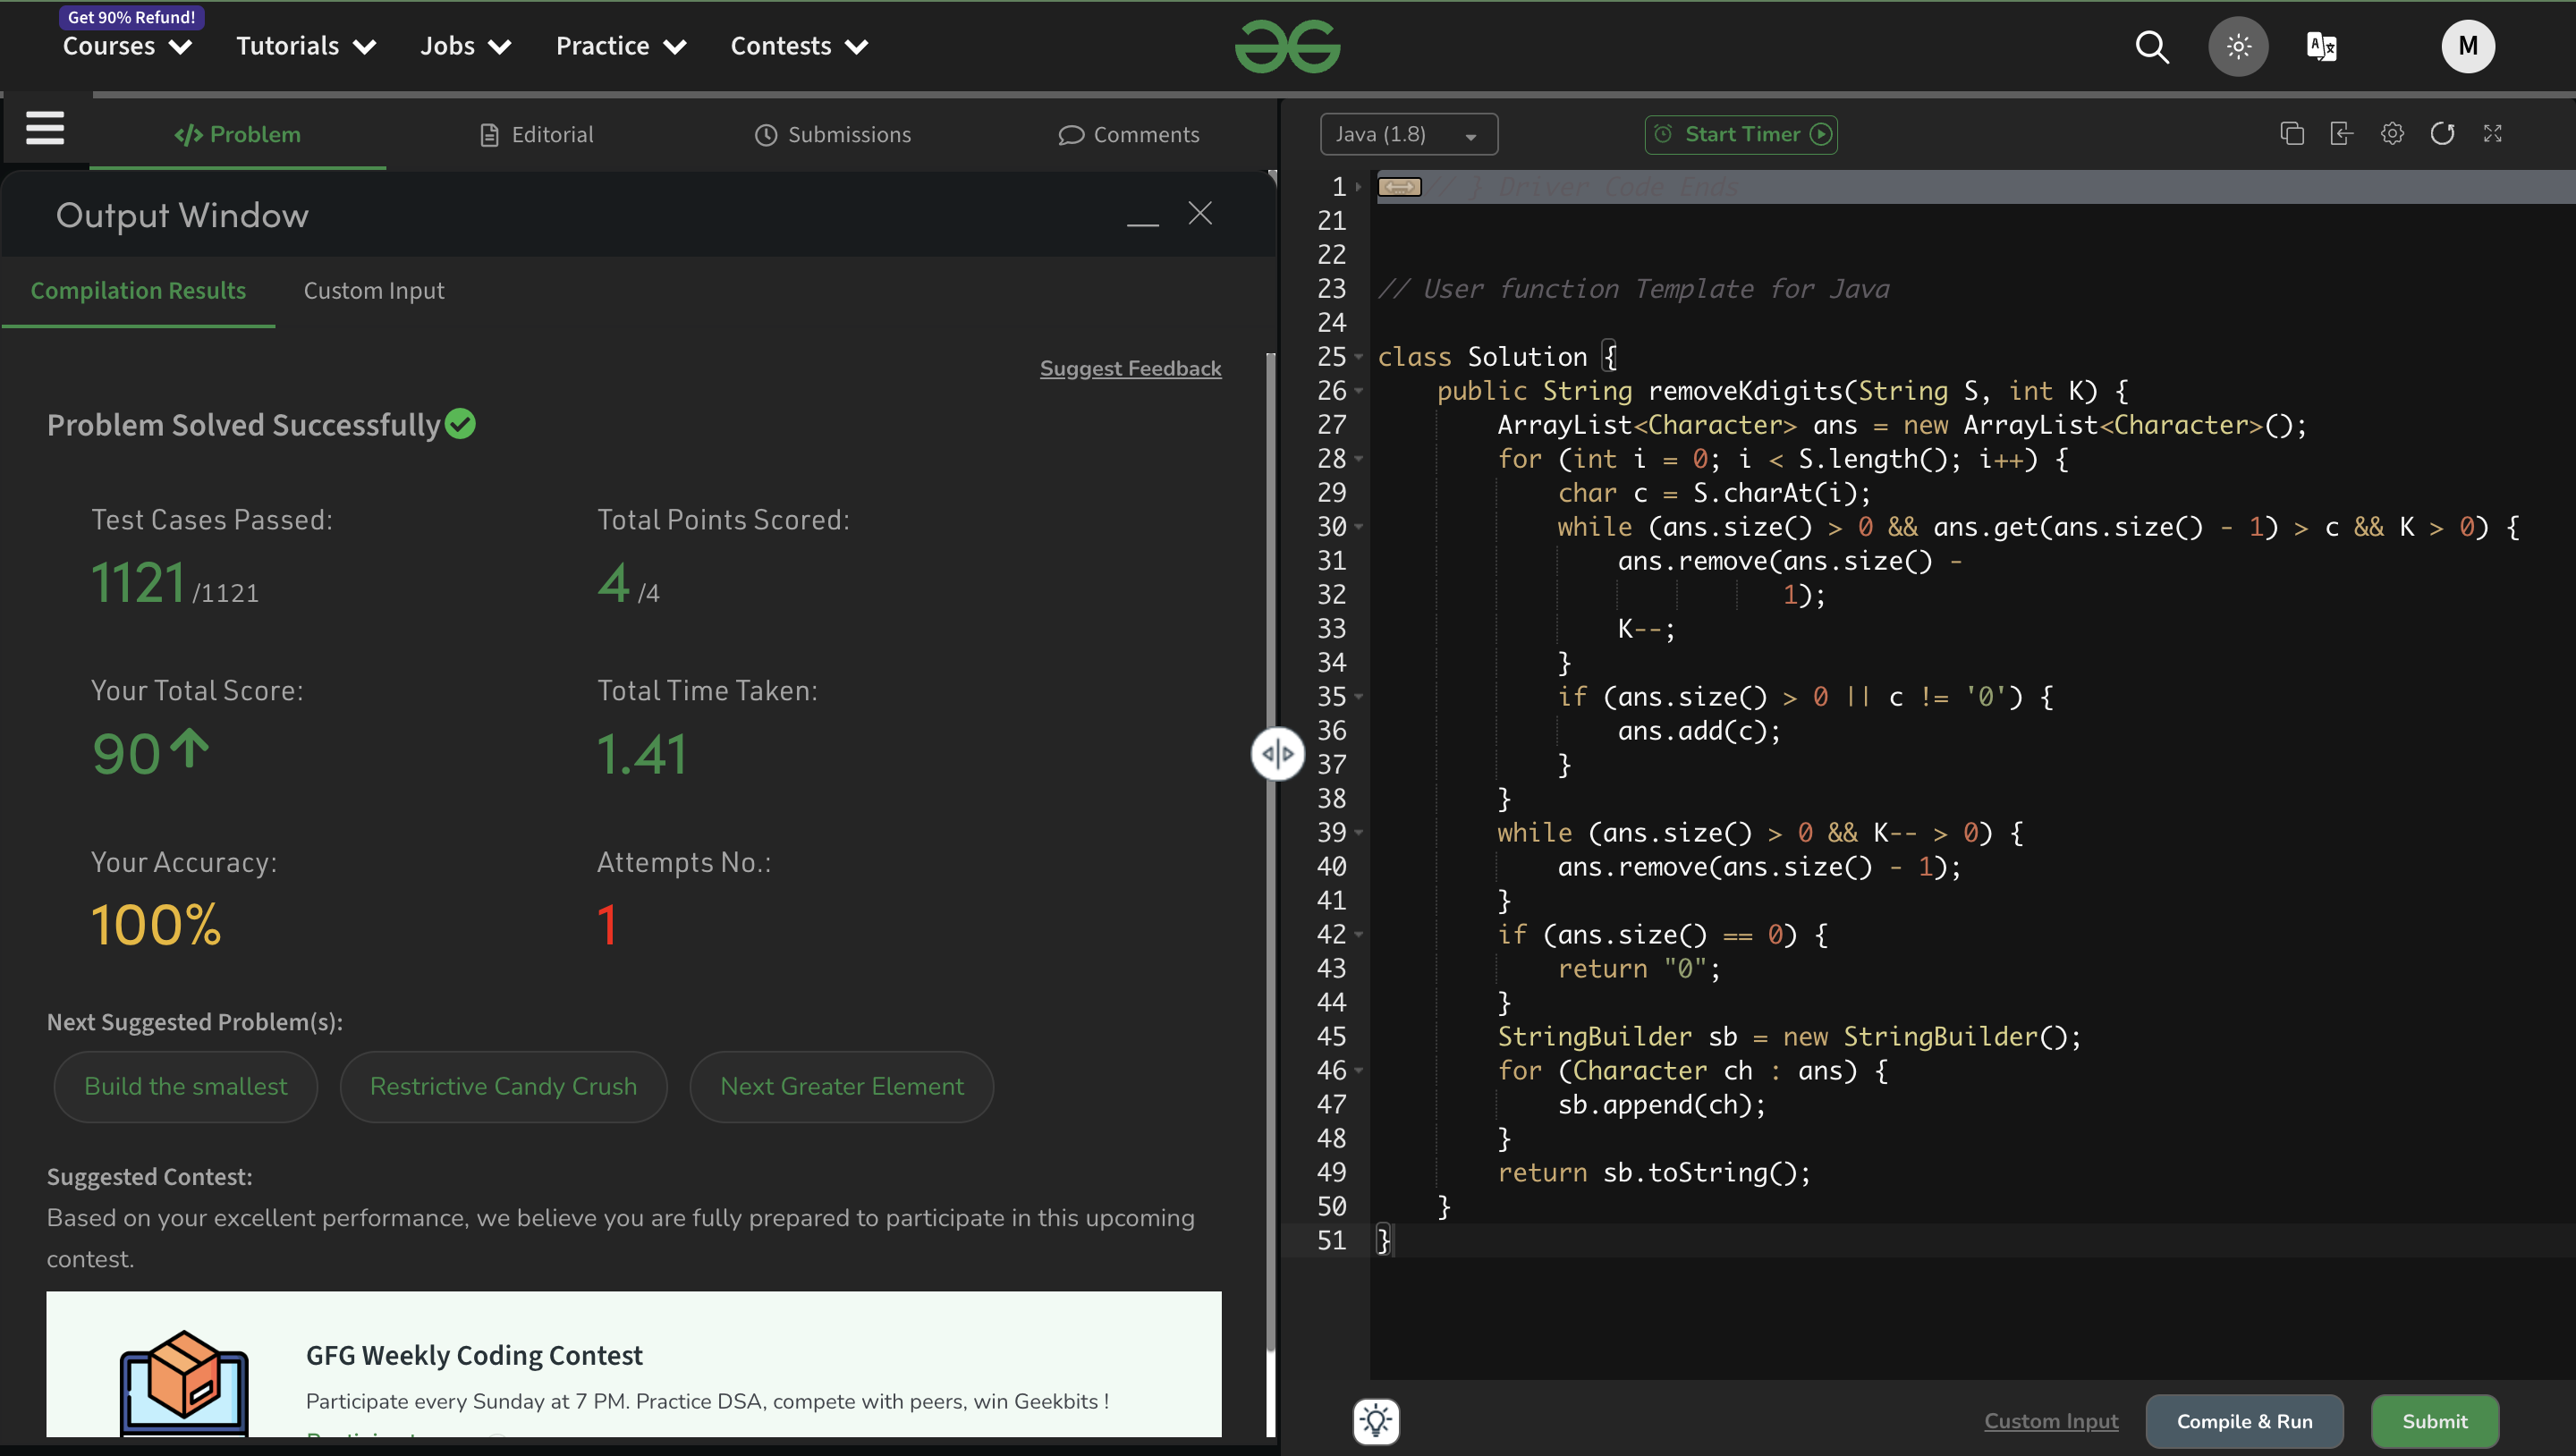 Get 90% Refund!
Courses Tutorials Jobs Practice Contests
M
Problem Editorial Submissions Comments
Output Window
Compilation Results Custom Input
Suggest Feedback
Problem Solved Successfully
Test Cases Passed: Total Points Scored:
1121 /1121 4 /4
Your Total Score: Total Time Taken:
90 1.41
Your Accuracy: Attempts No.:
100% 1
Next Suggested Problem(s):
Build the smallest Restrictive Candy Crush Next Greater Element
Suggested Contest:
Based on your excellent performance, we believe you are fully prepared to participate in this upcoming
contest.
GFG Weekly Coding Contest
Participate every Sunday at 7 PM. Practice DSA, compete with peers, win Geekbits !
Java (1.8) Start Timer
1 // } Driver Code Ends
21
22
23 // User function Template for Java
24
25 class Solution {
26 public String removeKdigits(String S, int K) {
27 ArrayList<Character> ans = new ArrayList<Character>();
28 for (int i = 0; i < S.length(); i++) {
29 char c = S.charAt(i);
30 while (ans.size() > 0 && ans.get(ans.size() - 1) > c && K > 0) {
31 ans.remove(ans.size() -
32 1);
33 K--;
34 }
35 if (ans.size() > 0 || c != '0') {
36 ans.add(c);
37 }
38 }
39 while (ans.size() > 0 && K-- > 0) {
40 ans.remove(ans.size() - 1);
41 }
42 if (ans.size() == 0) {
43 return "0";
44 }
45 StringBuilder sb = new StringBuilder();
46 for (Character ch : ans) {
47 sb.append(ch);
48 }
49 return sb.toString();
50 }
51 }
Custom Input Compile & Run Submit